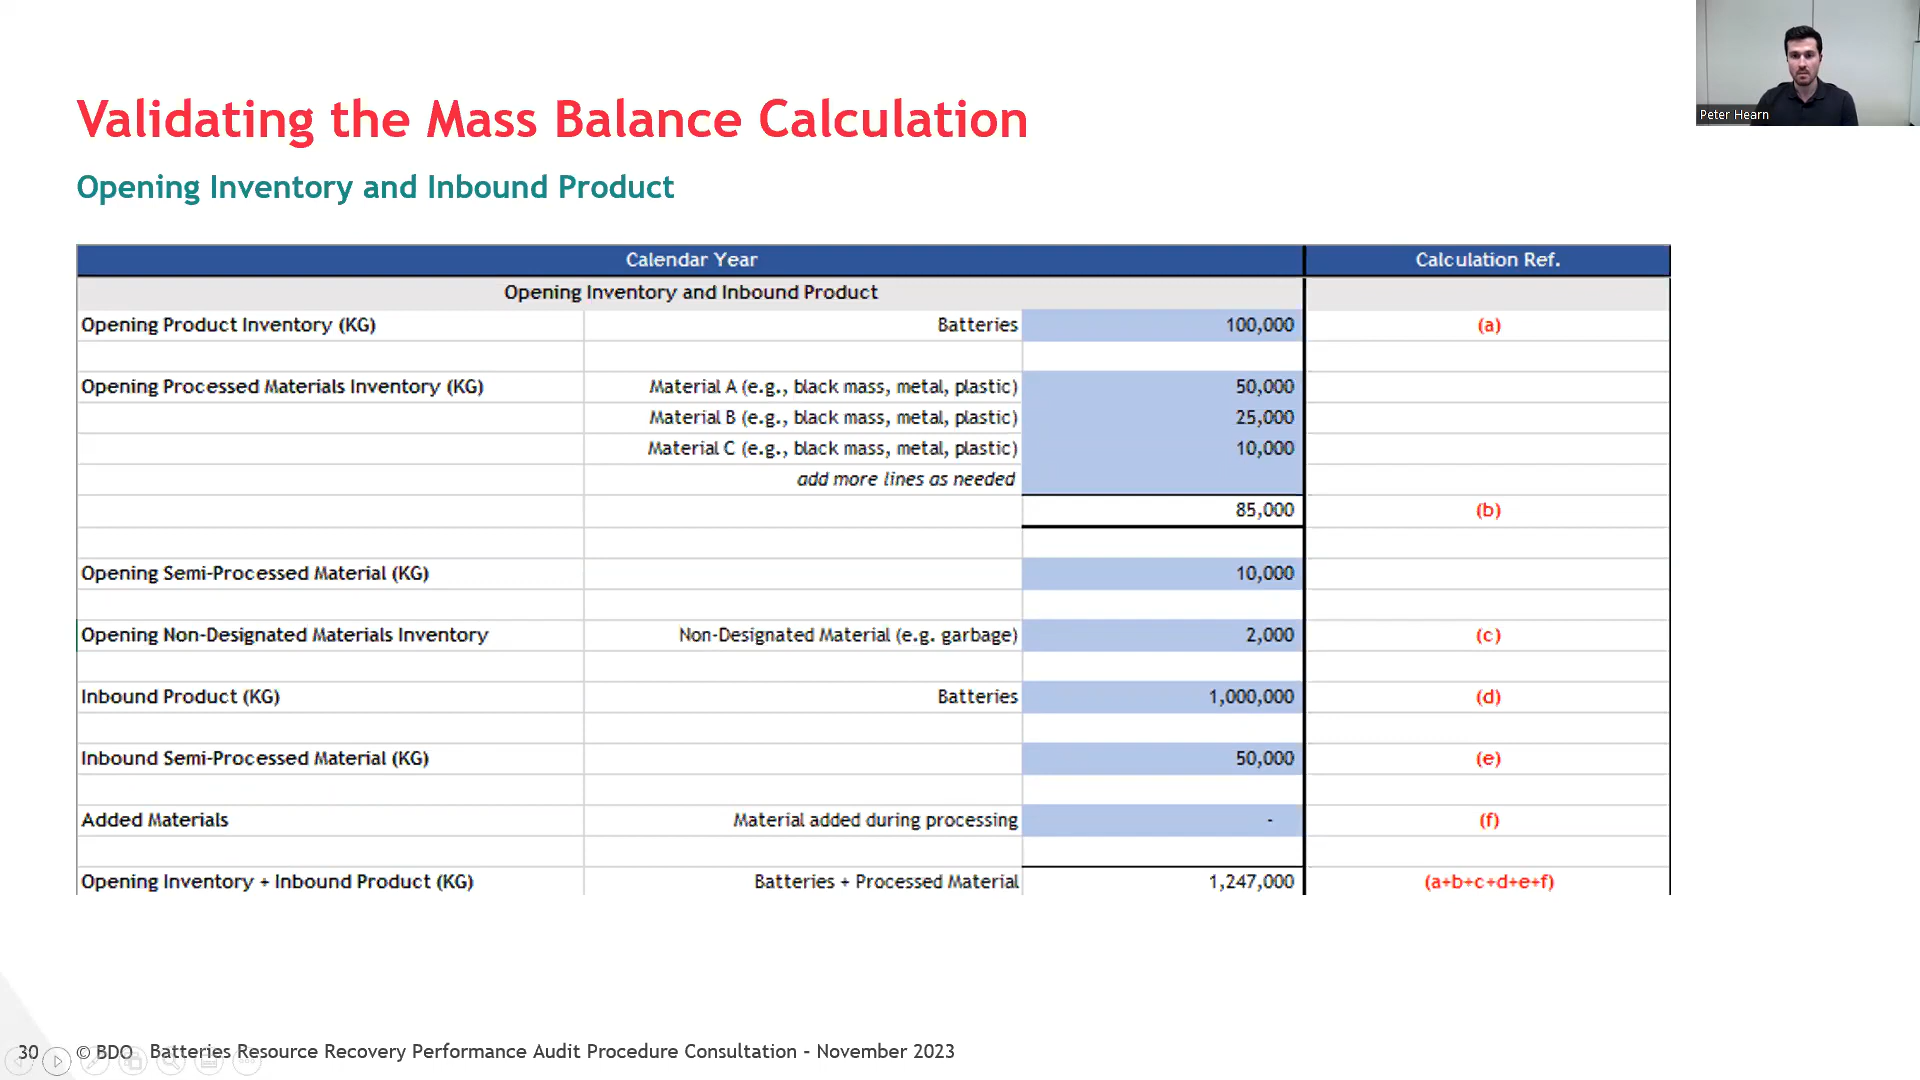 Peter Hearn
Validating the Mass Balance Calculation
Opening Inventory and Inbound Product
Calendar Year Calculation Ref.
Opening Inventory and Inbound Product
Opening Product Inventory (KG) Batteries 100,000 (a)
Opening Processed Materials Inventory (KG) Material A (e.g., black mass, metal, plastic) 50,000
Material B (e.g., black mass, metal, plastic) 25,000
Material C (e.g., black mass, metal, plastic) 10,000
add more lines as needed
85,000 (b)
Opening Semi-Processed Material (KG) 10,000
Opening Non-Designated Materials Inventory Non-Designated Material (e.g. garbage) 2,000 (c)
Inbound Product (KG) Batteries 1,000,000 (d)
Inbound Semi-Processed Material (KG) 50,000 (e)
Added Materials Material added during processing - (f)
Opening Inventory + Inbound Product (KG) Batteries + Processed Material 1,247,000 (a+b+c+d+e+f)
30 © BDO Batteries Resource Recovery Performance Audit Procedure Consultation - November 2023